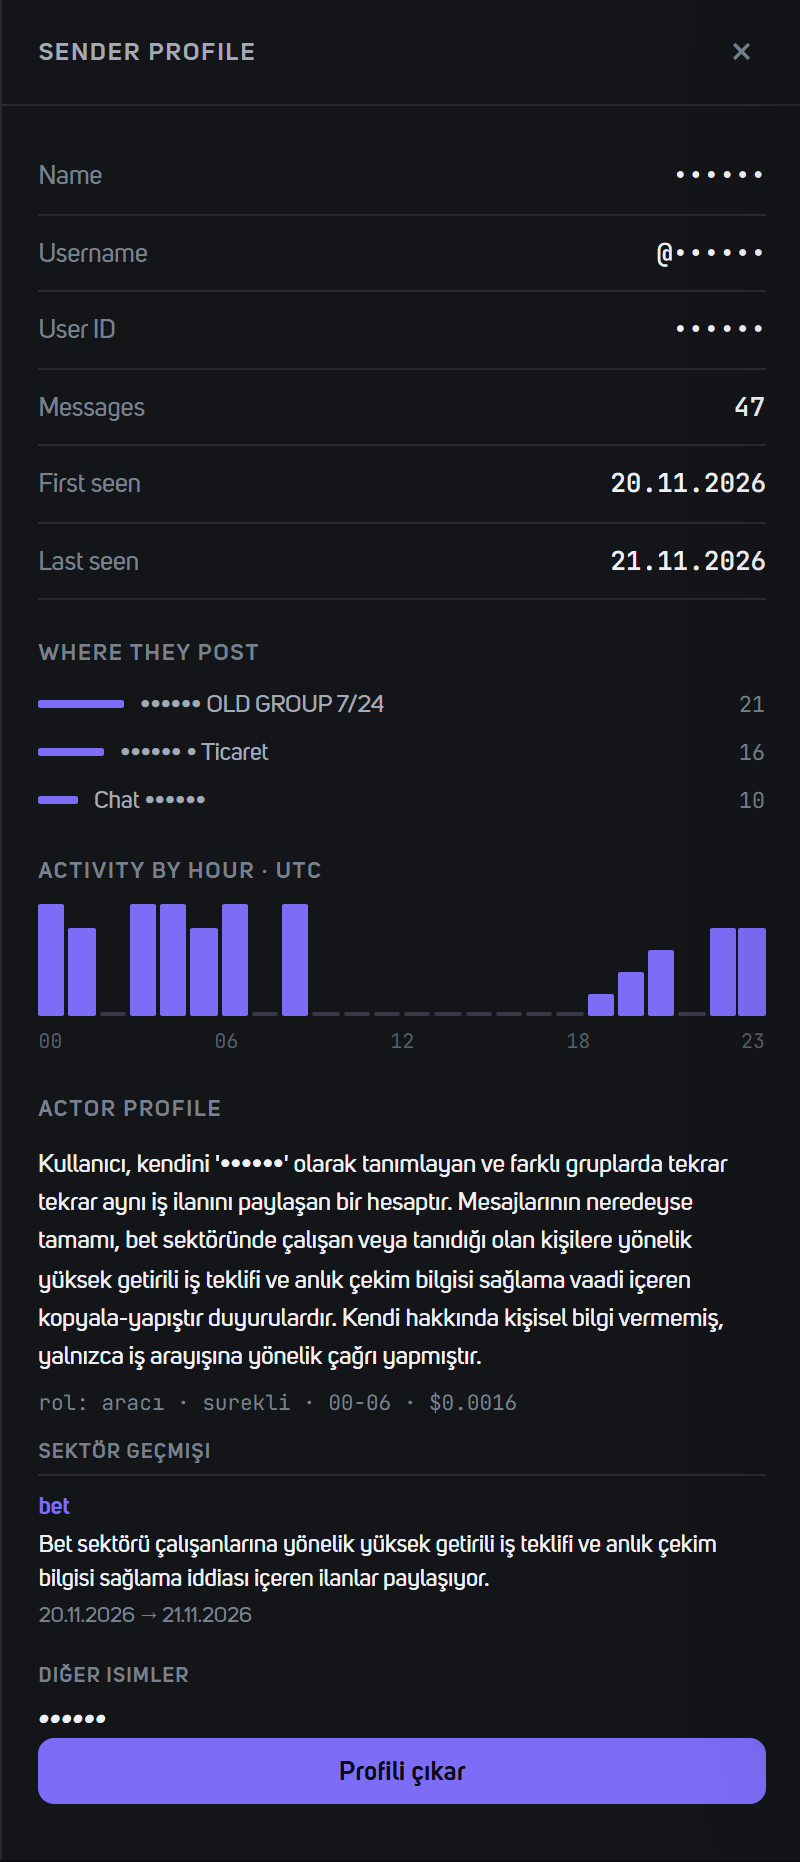 SENDER PROFILE ×
Name ••••••
Username @••••••
User ID ••••••
Messages 47
First seen 20.11.2026
Last seen 21.11.2026
WHERE THEY POST
•••••• OLD GROUP 7/24 21
•••••• • Ticaret 16
Chat •••••• 10
ACTIVITY BY HOUR · UTC
00 06 12 18 23
ACTOR PROFILE
Kullanıcı, kendini '••••••' olarak tanımlayan ve farklı gruplarda tekrar
tekrar aynı iş ilanını paylaşan bir hesaptır. Mesajlarının neredeyse
tamamı, bet sektöründe çalışan veya tanıdığı olan kişilere yönelik
yüksek getirili iş teklifi ve anlık çekim bilgisi sağlama vaadi içeren
kopyala-yapıştır duyurulardır. Kendi hakkında kişisel bilgi vermemiş,
yalnızca iş arayışına yönelik çağrı yapmıştır.
rol: aracı · surekli · 00-06 · $0.0016
SEKTÖR GEÇMIŞI
bet
Bet sektörü çalışanlarına yönelik yüksek getirili iş teklifi ve anlık çekim
bilgisi sağlama iddiası içeren ilanlar paylaşıyor.
20.11.2026 → 21.11.2026
DIĞER ISIMLER
••••••
Profili çıkar